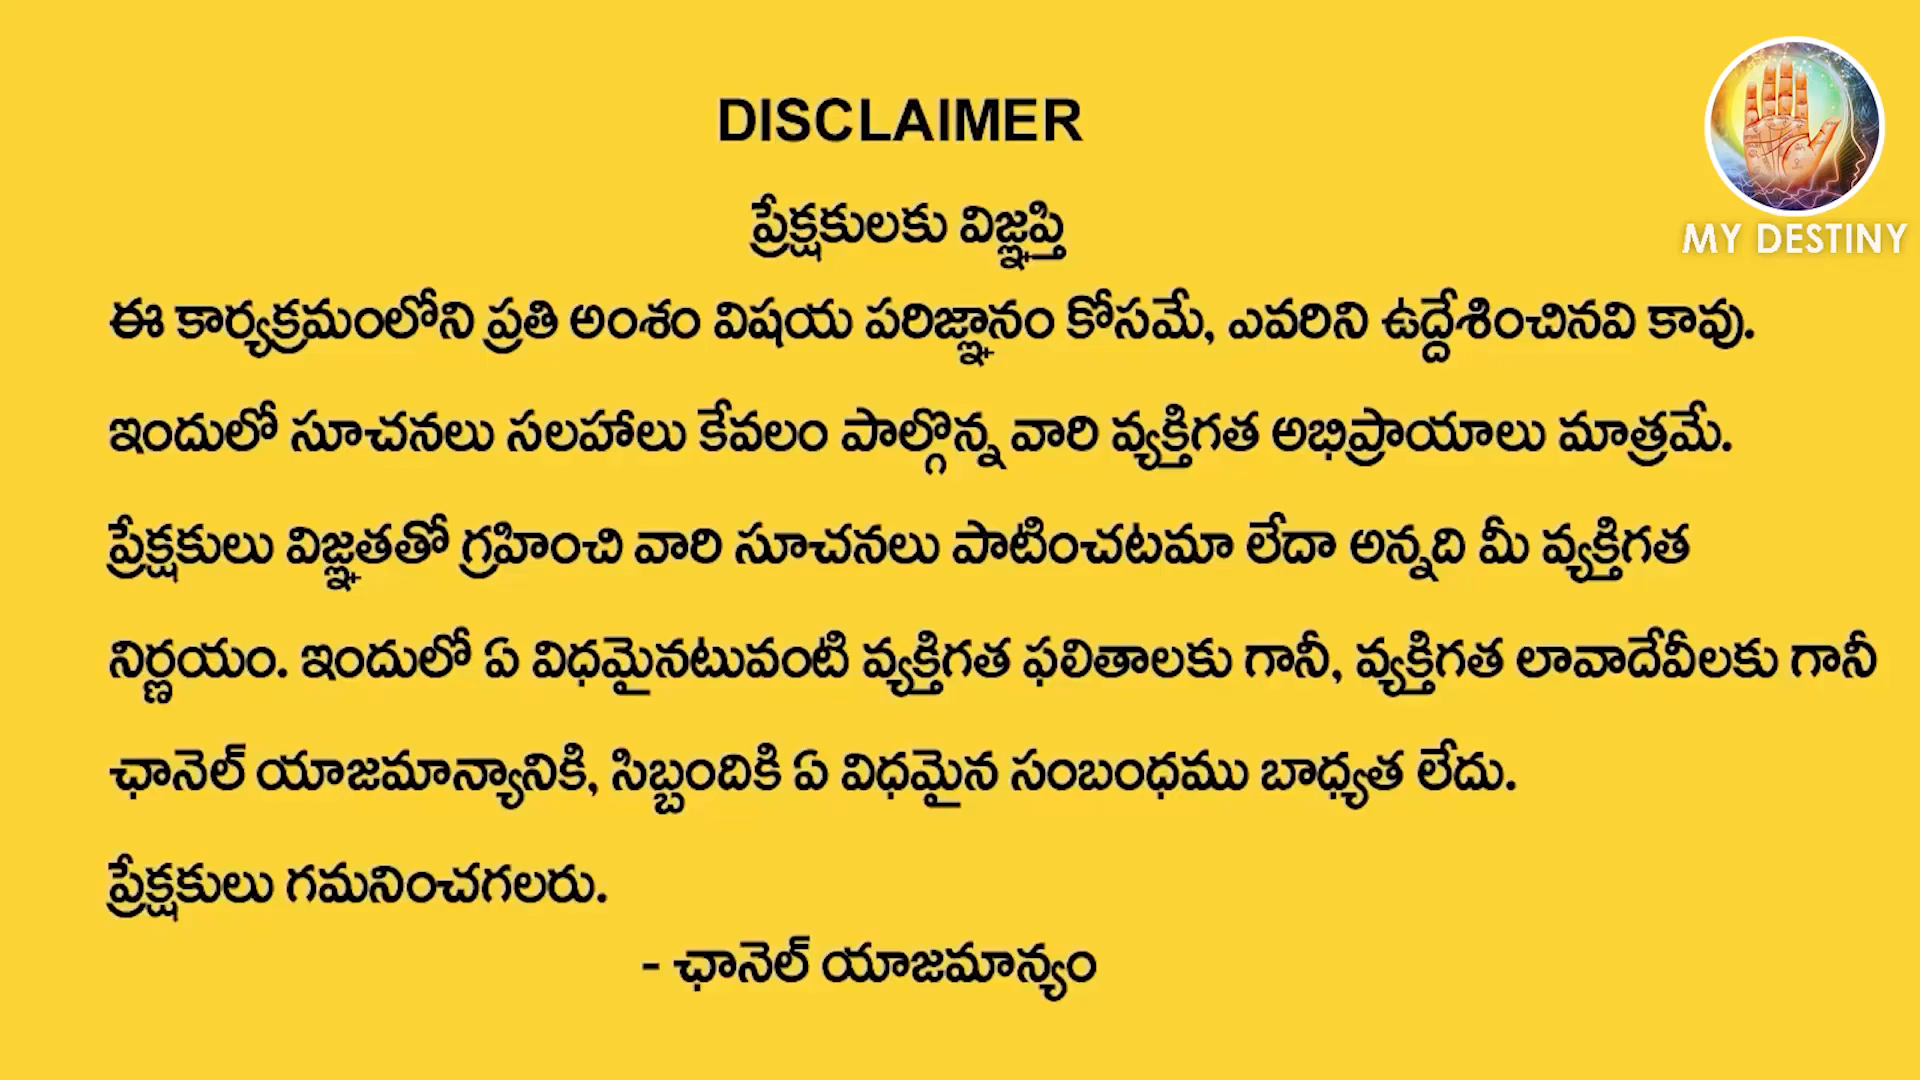 DISCLAIMER
MY DESTINY
ప్రేక్షకులకు విజ్ఞప్తి
ఈ కార్యక్రమంలోని ప్రతి అంశం విషయ పరిజ్ఞానం కోసమే, ఎవరిని ఉద్దేశించినవి కావు.
ఇందులో సూచనలు సలహాలు కేవలం పాల్గొన్న వారి వ్యక్తిగత అభిప్రాయాలు మాత్రమే.
ప్రేక్షకులు విజ్ఞతతో గ్రహించి వారి సూచనలు పాటించటమా లేదా అన్నది మీ వ్యక్తిగత
నిర్ణయం. ఇందులో ఏ విధమైనటువంటి వ్యక్తిగత ఫలితాలకు గానీ, వ్యక్తిగత లావాదేవీలకు గానీ
ఛానెల్ యాజమాన్యానికి, సిబ్బందికి ఏ విధమైన సంబంధము బాధ్యత లేదు.
ప్రేక్షకులు గమనించగలరు.
- ఛానెల్ యాజమాన్యం